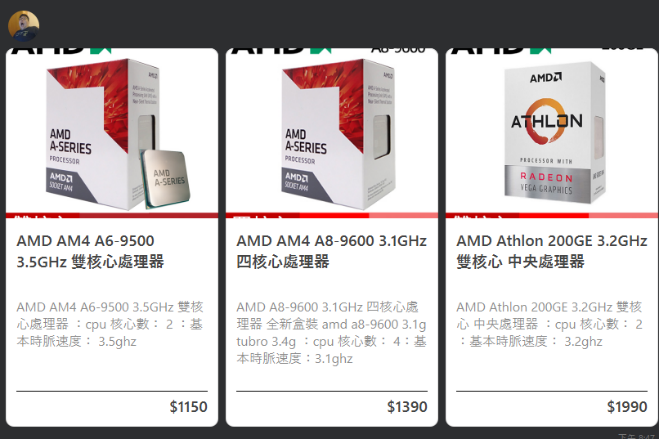 A8-9600
200GE
AMD
A-SERIES
PROCESSOR
AMD
SOCKET AM4
AMD
A-SERIES
AMD
A-SERIES
PROCESSOR
AMD
SOCKET AM4
AMD
ATHLON
PROCESSOR WITH
RADEON
VEGA GRAPHICS
AMD AM4 A6-9500
3.5GHz 雙核心處理器
AMD AM4 A6-9500 3.5GHz 雙核
心處理器 ：cpu 核心數： 2 ：基
本時脈速度： 3.5ghz
$1150
AMD AM4 A8-9600 3.1GHz
四核心處理器
AMD A8-9600 3.1GHz 四核心處
理器 全新盒裝 amd a8-9600 3.1g
tubro 3.4g ：cpu 核心數： 4：基
本時脈速度：3.1ghz
$1390
AMD Athlon 200GE 3.2GHz
雙核心 中央處理器
AMD Athlon 200GE 3.2GHz 雙核
心 中央處理器 ：cpu 核心數： 2
：基本時脈速度： 3.2ghz
$1990